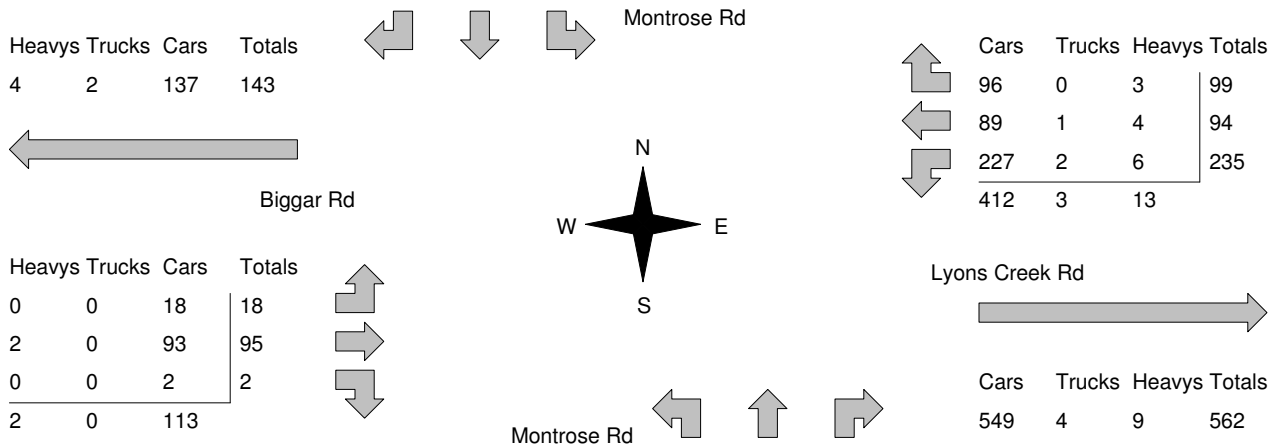 Montrose Rd
Heavys Trucks Cars Totals
4 2 137 143
Cars Trucks Heavys Totals
96 0 3 99
89 1 4 94
227 2 6 235
412 3 13
Biggar Rd
N
W E
S
Heavys Trucks Cars Totals
0 0 18 18
2 0 93 95
0 0 2 2
2 0 113
Lyons Creek Rd
Cars Trucks Heavys Totals
549 4 9 562
Montrose Rd